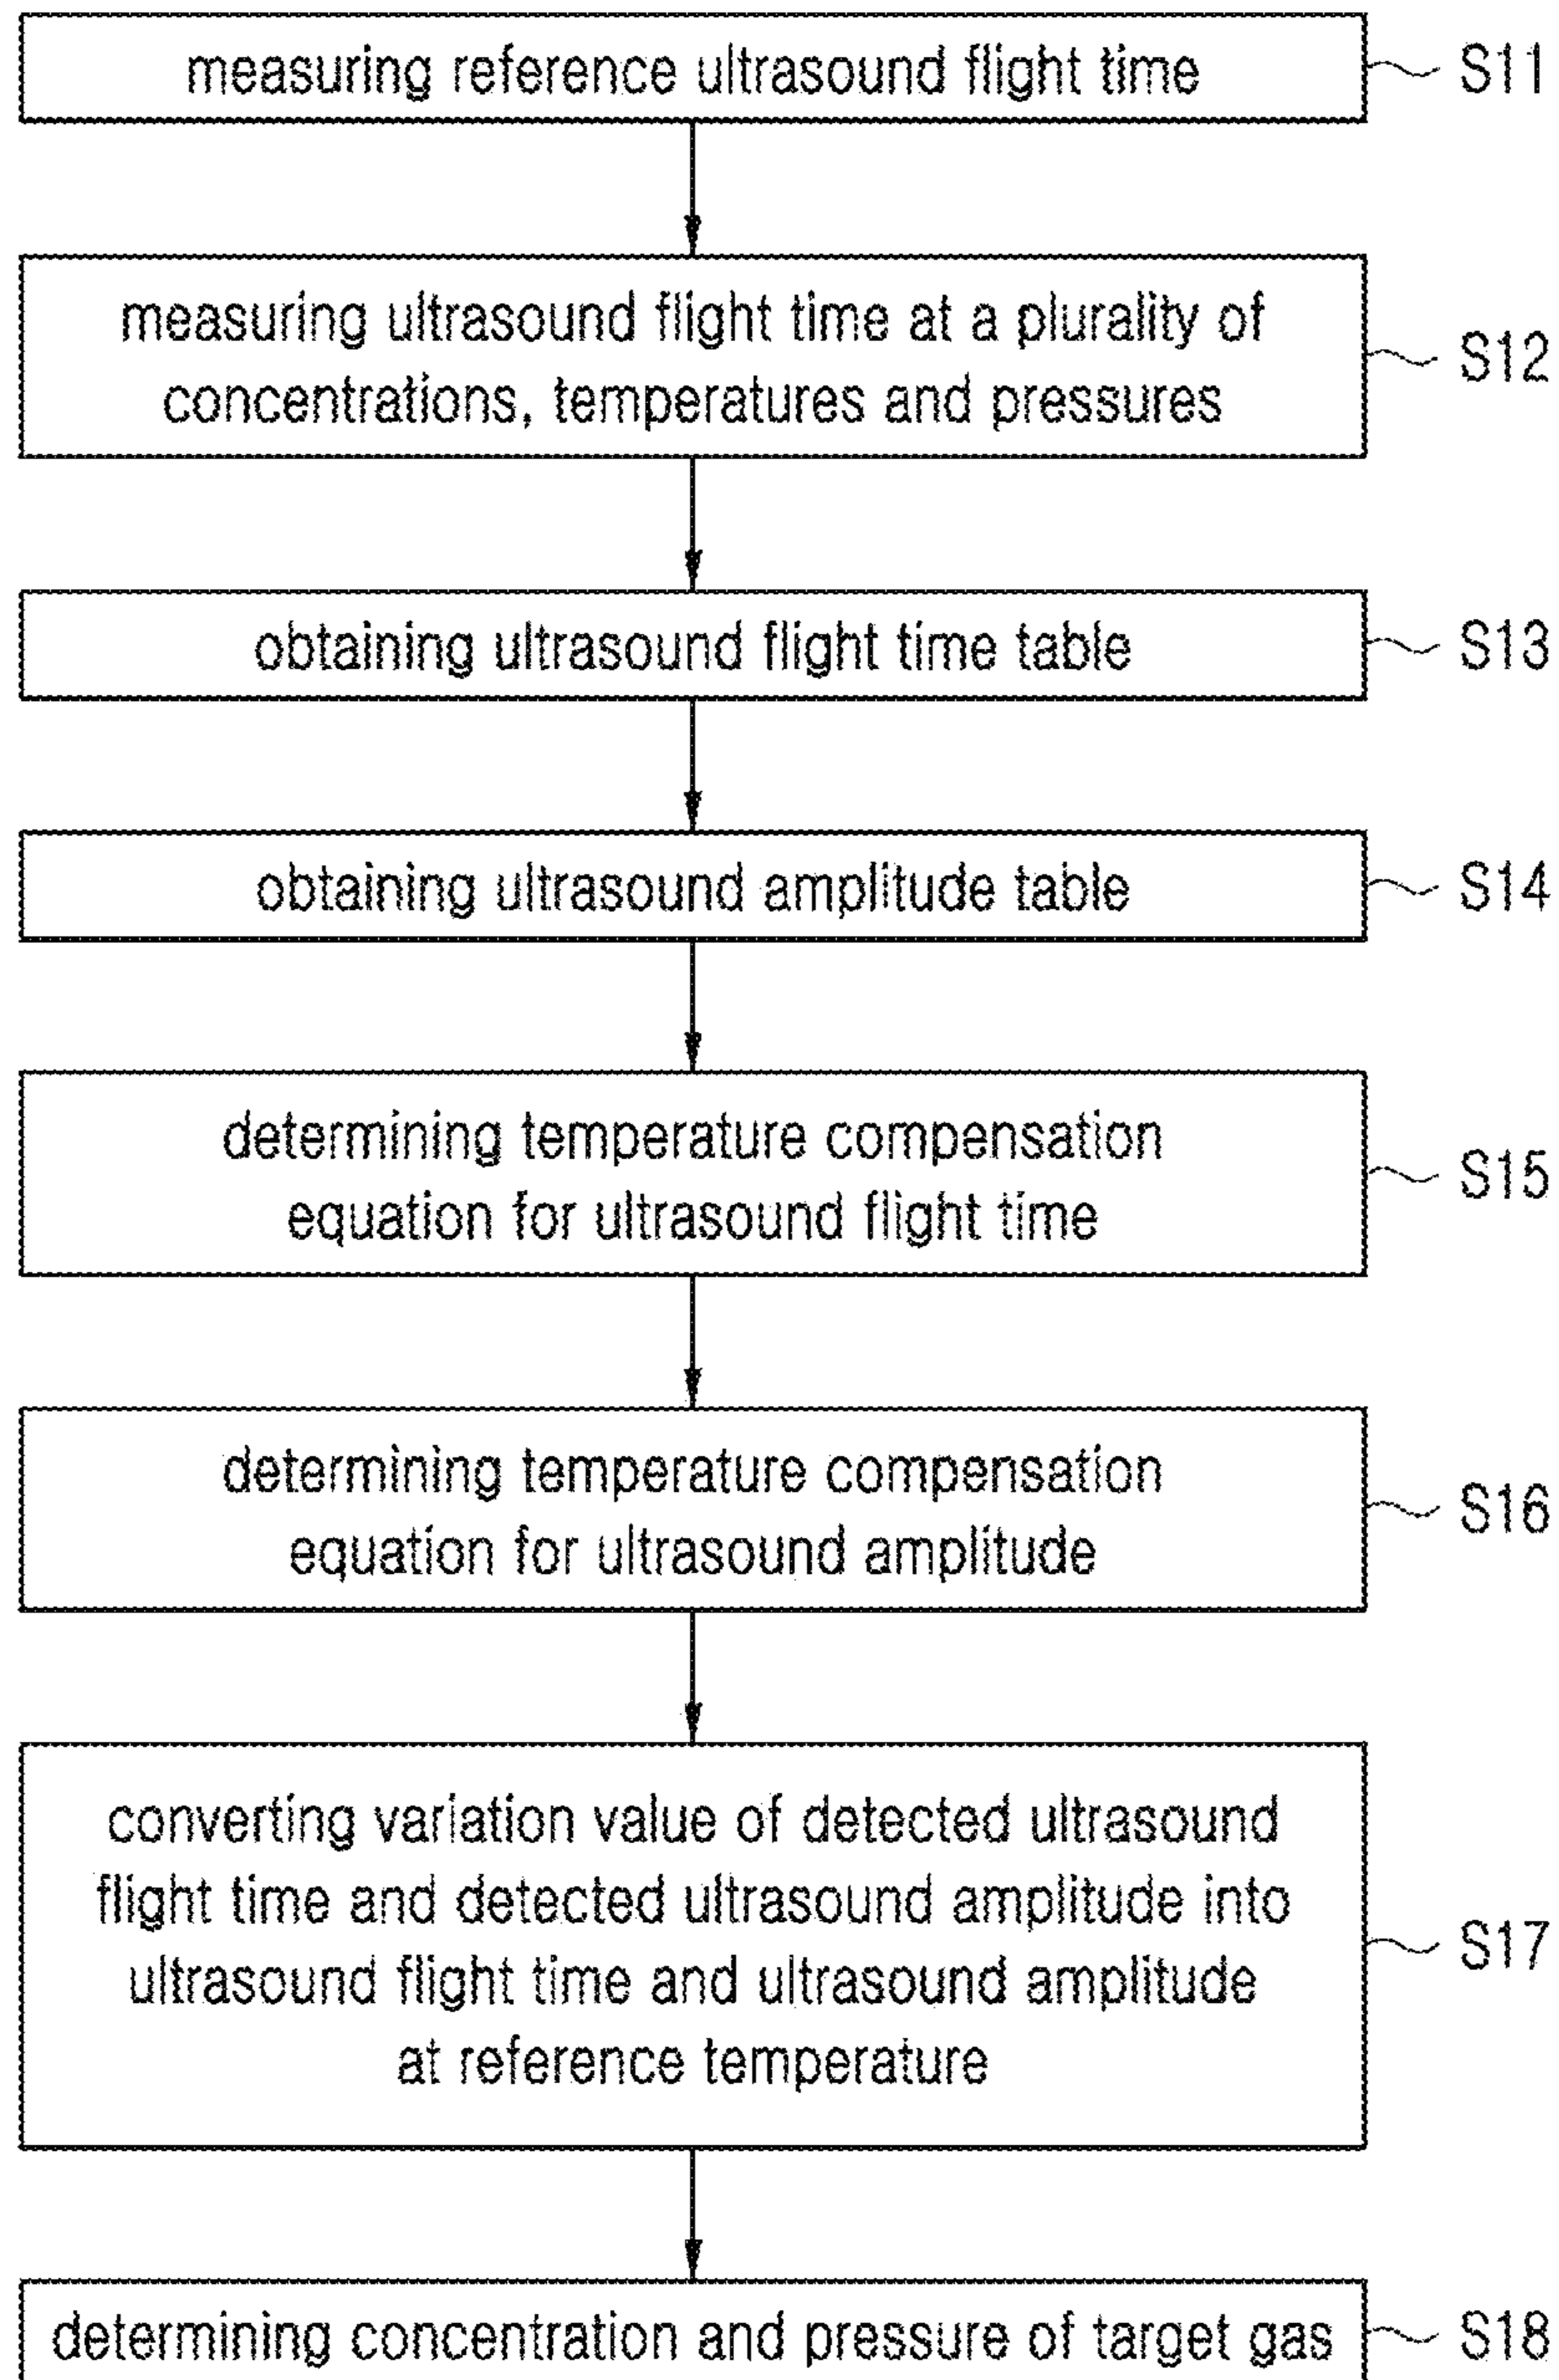 measuring reference ultrasound flight time
S11
measuring ultrasound flight time at a plurality of
concentrations, temperatures and pressures
S12
obtaining ultrasound flight time table
S13
obtaining ultrasound amplitude table
S14
determining temperature compensation
equation for ultrasound flight time
S15
determining temperature compensation
equation for ultrasound amplitude
S16
converting variation value of detected ultrasound
flight time and detected ultrasound amplitude into
ultrasound flight time and ultrasound amplitude
at reference temperature
S17
determining concentration and pressure of target gas
S18